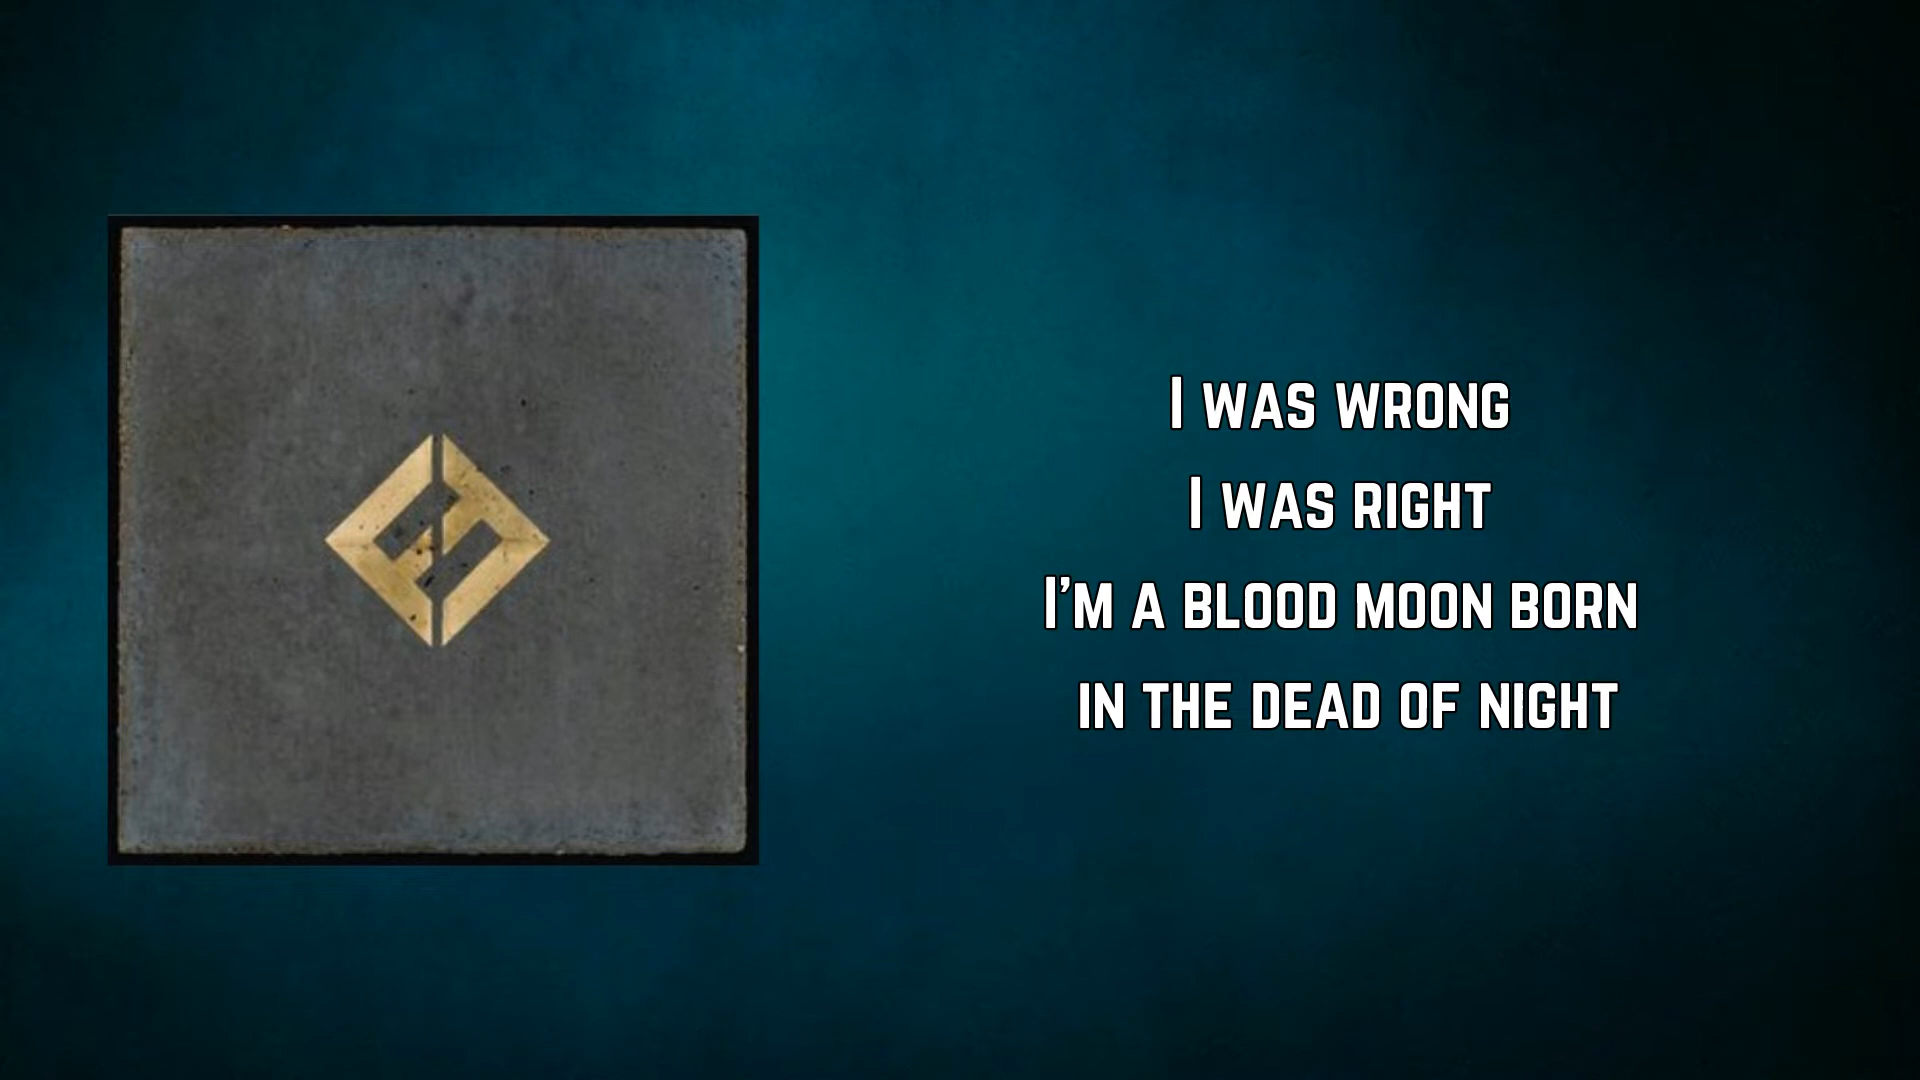 I was wrong
I was right
I'm a blood moon born
in the dead of night